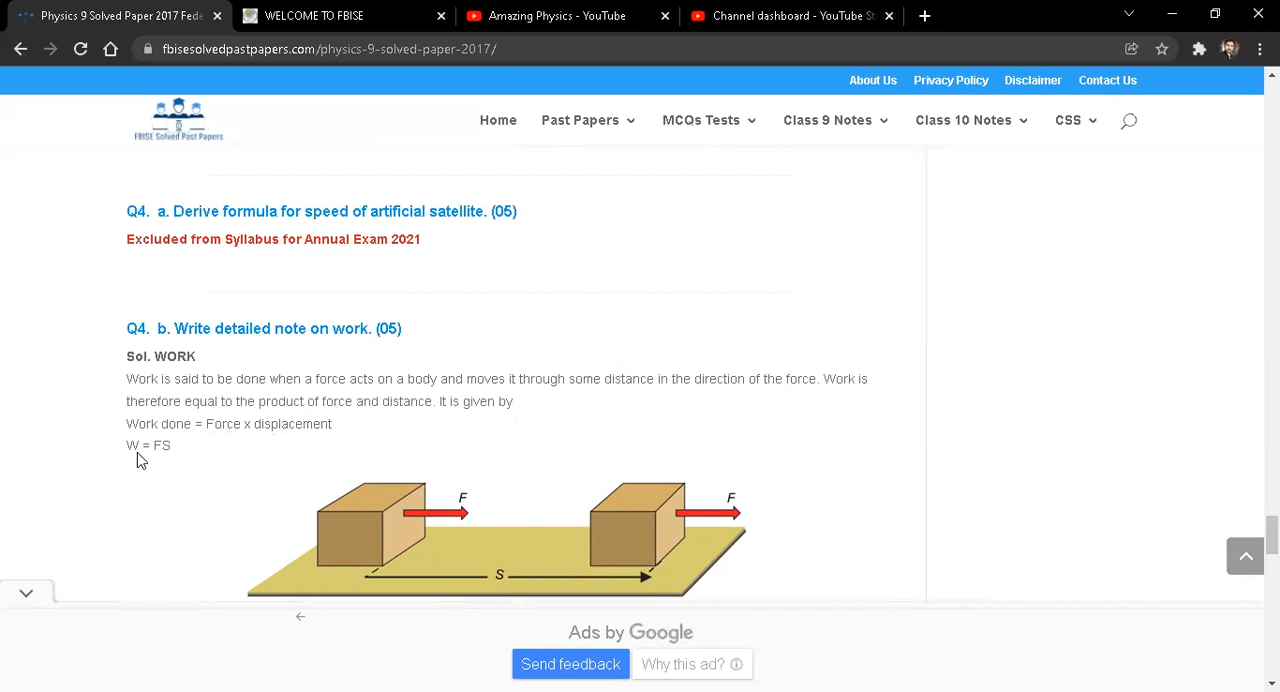 Physics 9 Solved Paper 2017 Fede
WELCOME TO FBISE
Amazing Physics - YouTube
Channel dashboard - YouTube St
fbisesolvedpastpapers.com/physics-9-solved-paper-2017/
About Us Privacy Policy Disclaimer Contact Us
FBISE Solved Past Papers
Home Past Papers MCQs Tests Class 9 Notes Class 10 Notes CSS
Q4. a. Derive formula for speed of artificial satellite. (05)
Excluded from Syllabus for Annual Exam 2021
Q4. b. Write detailed note on work. (05)
Sol. WORK
Work is said to be done when a force acts on a body and moves it through some distance in the direction of the force. Work is
therefore equal to the product of force and distance. It is given by
Work done = Force x displacement
W = FS
F F
S
Ads by Google
Send feedback Why this ad?